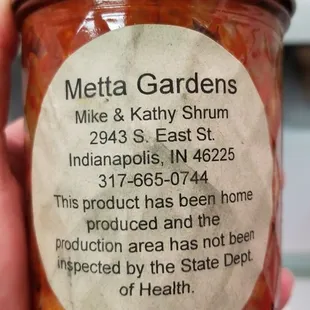 Metta Gardens
Mike & Kathy Shrum
2943 S. East St.
Indianapolis, IN 46225
317-665-0744
This product has been home
produced and the
production area has not been
inspected by the State Dept.
of Health.